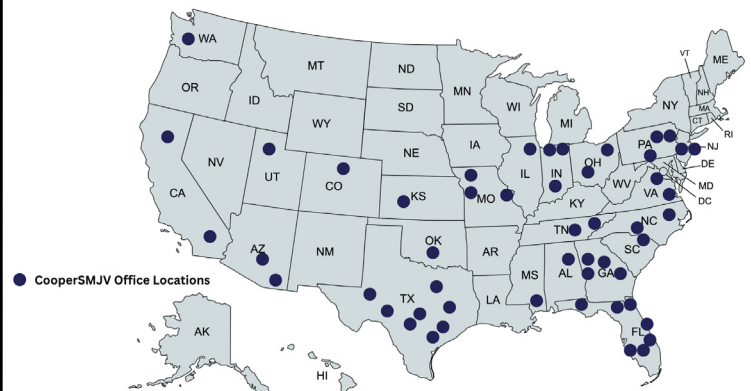 WA
MT
ND
MN
VT
ME
OR
ID
SD
WI
MI
NY
NH
MA
CT
RI
WY
NE
IA
PA
NJ
NV
UT
CO
IL
IN
OH
DE
CA
KS
MO
WV
VA
MD
KY
DC
TN
NC
AZ
NM
OK
AR
SC
MS
AL
GA
CooperSMJV Office Locations
TX
LA
AK
FL
HI